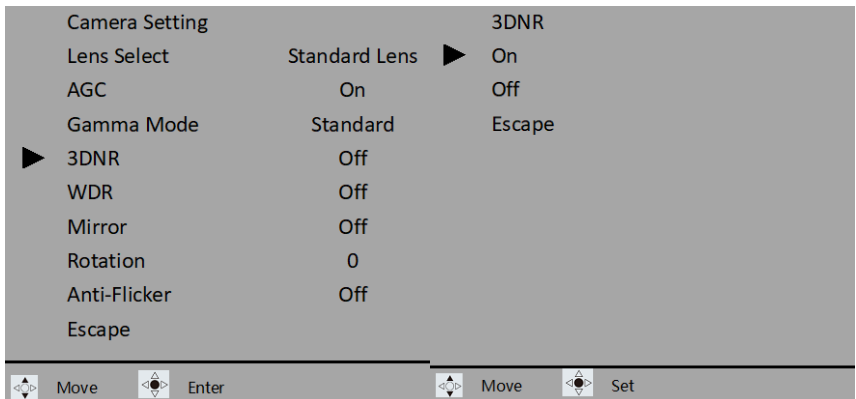 Camera Setting
Lens Select Standard Lens
AGC On
Gamma Mode Standard
3DNR Off
WDR Off
Mirror Off
Rotation 0
Anti-Flicker Off
Escape
Move Enter
3DNR
On
Off
Escape
Move Set